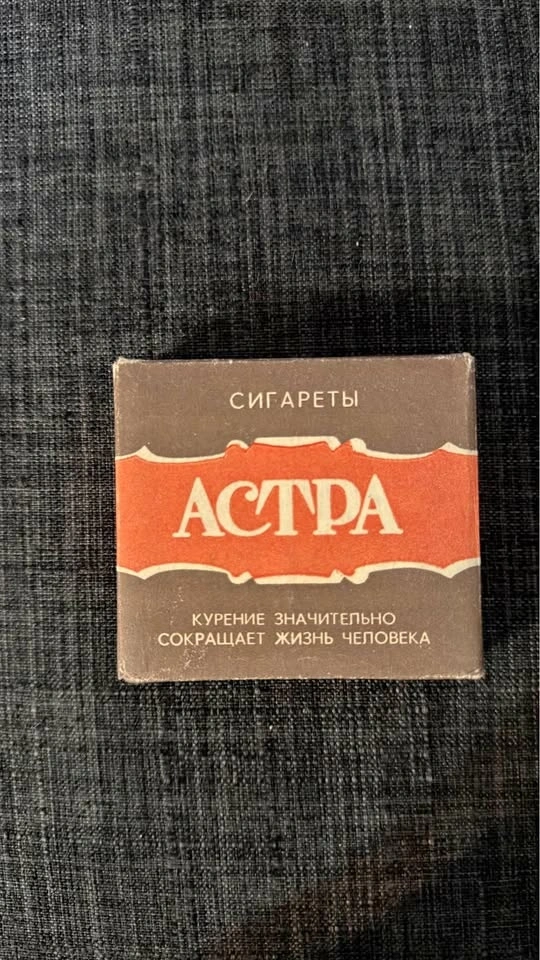 СИГАРЕТЫ
АСТРА
КУРЕНИЕ ЗНАЧИТЕЛЬНО
СОКРАЩАЕТ ЖИЗНЬ ЧЕЛОВЕКА